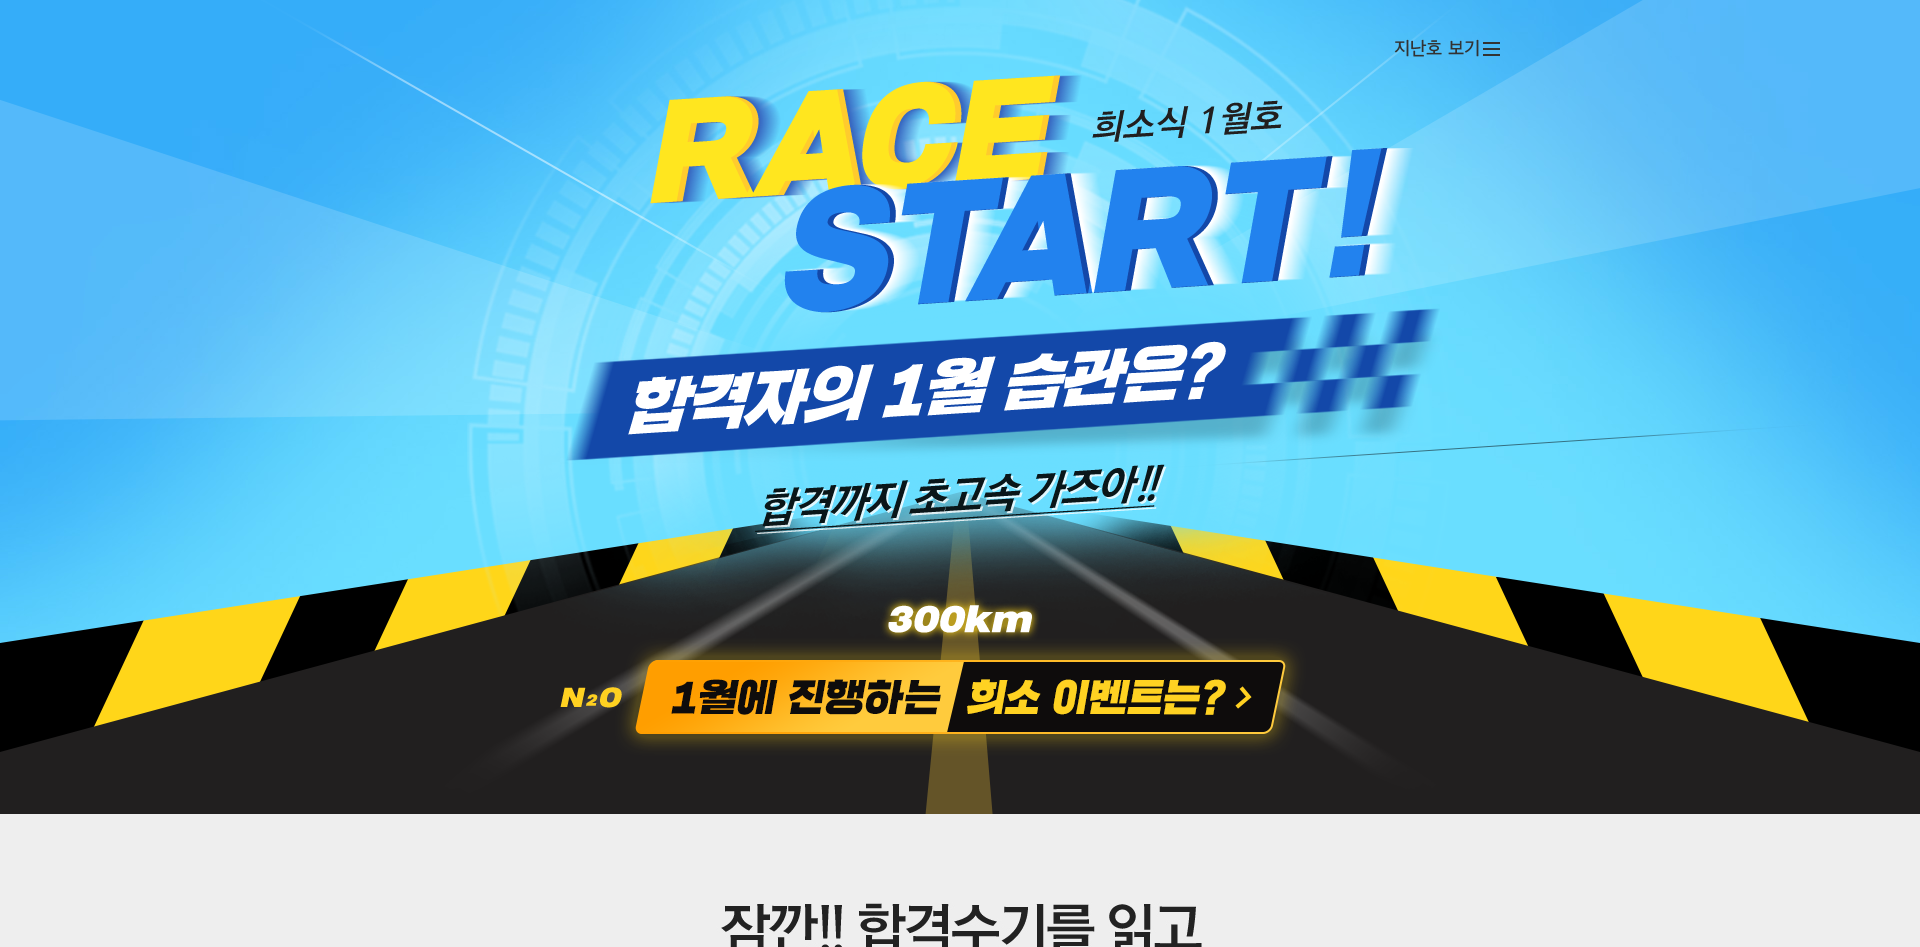 지난호 보기
RACE
희소식 1월호
START!
합격자의 1월 습관은?
합격까지 초고속 가즈아!!
300km
N₂O
1월에 진행하는 희소 이벤트는?
잠깐!! 합격수기를 읽고